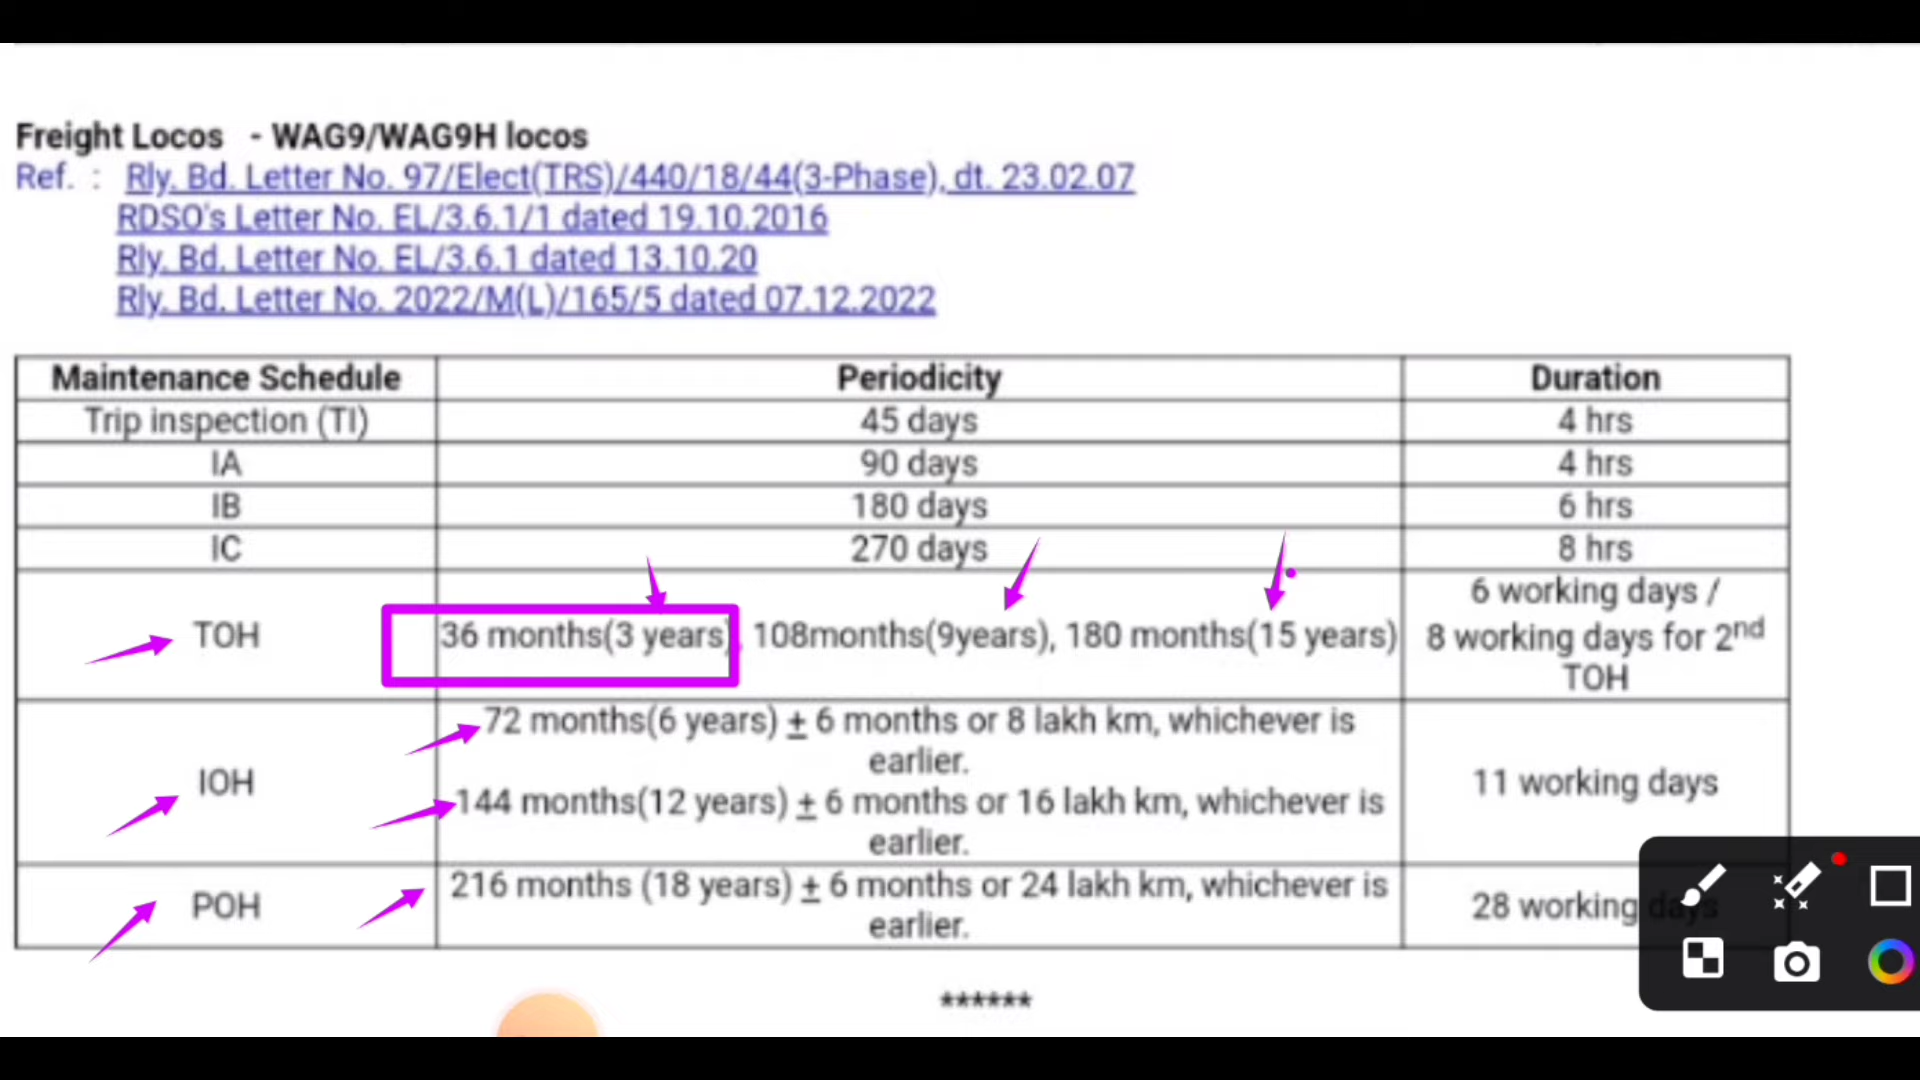 Freight Locos - WAG9/WAG9H locos
Ref. : Rly. Bd. Letter No. 97/Elect(TRS)/440/18/44(3-Phase), dt. 23.02.07
RDSO's Letter No. EL/3.6.1/1 dated 19.10.2016
Rly. Bd. Letter No. EL/3.6.1 dated 13.10.20
Rly. Bd. Letter No. 2022/M(L)/165/5 dated 07.12.2022
Maintenance Schedule Periodicity Duration
Trip inspection (TI) 45 days 4 hrs
IA 90 days 4 hrs
IB 180 days 6 hrs
IC 270 days 8 hrs
TOH 36 months(3 years), 108months(9years), 180 months(15 years) 6 working days /
8 working days for 2nd
TOH
IOH 72 months(6 years) ± 6 months or 8 lakh km, whichever is
earlier.
144 months(12 years) ± 6 months or 16 lakh km, whichever is
earlier.
11 working days
POH 216 months (18 years) ± 6 months or 24 lakh km, whichever is
earlier.
28 working days
******